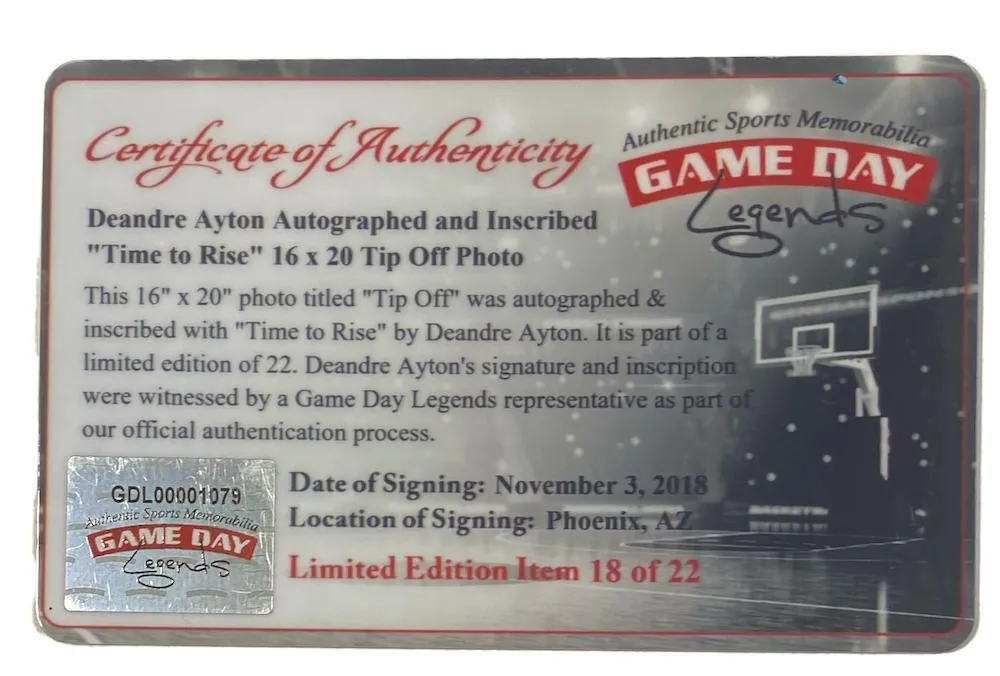 Certificate of Authenticity
Authentic Sports Memorabilia
GAME DAY
Legends
Deandre Ayton Autographed and Inscribed
"Time to Rise" 16 x 20 Tip Off Photo
This 16" x 20" photo titled "Tip Off" was autographed &
inscribed with "Time to Rise" by Deandre Ayton. It is part of a
limited edition of 22. Deandre Ayton's signature and inscription
were witnessed by a Game Day Legends representative as part of
our official authentication process.
GDL00001079
Authentic Sports Memorabilia
GAME DAY
Legends
Date of Signing: November 3, 2018
Location of Signing: Phoenix, AZ
Limited Edition Item 18 of 22